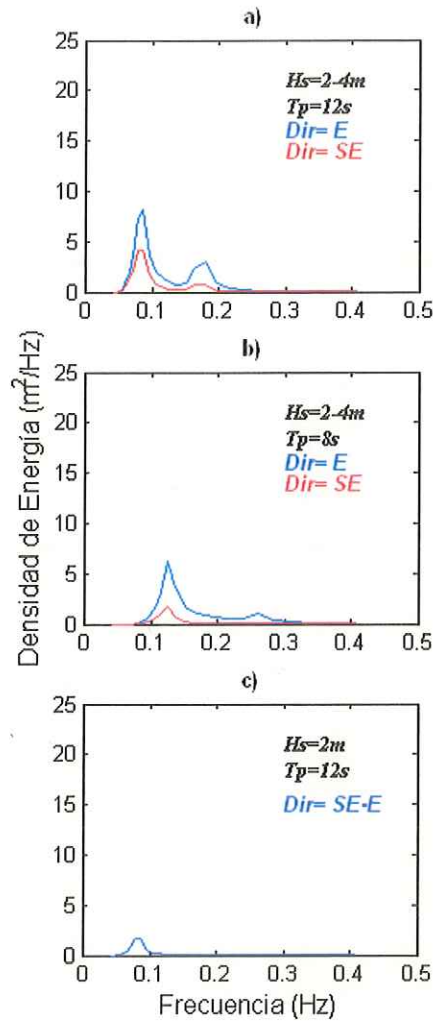 a)
25
20
15
10
5
0
Hs=2-4m
Tp=12s
Dir= E
Dir= SE
0 0.1 0.2 0.3 0.4 0.5
b)
25
20
15
10
5
0
Hs=2-4m
Tp=8s
Dir= E
Dir= SE
0 0.1 0.2 0.3 0.4 0.5
c)
25
20
15
10
5
0
Hs=2m
Tp=12s
Dir= SE-E
0 0.1 0.2 0.3 0.4 0.5
Densidad de Energía (m²/Hz)
Frecuencia (Hz)